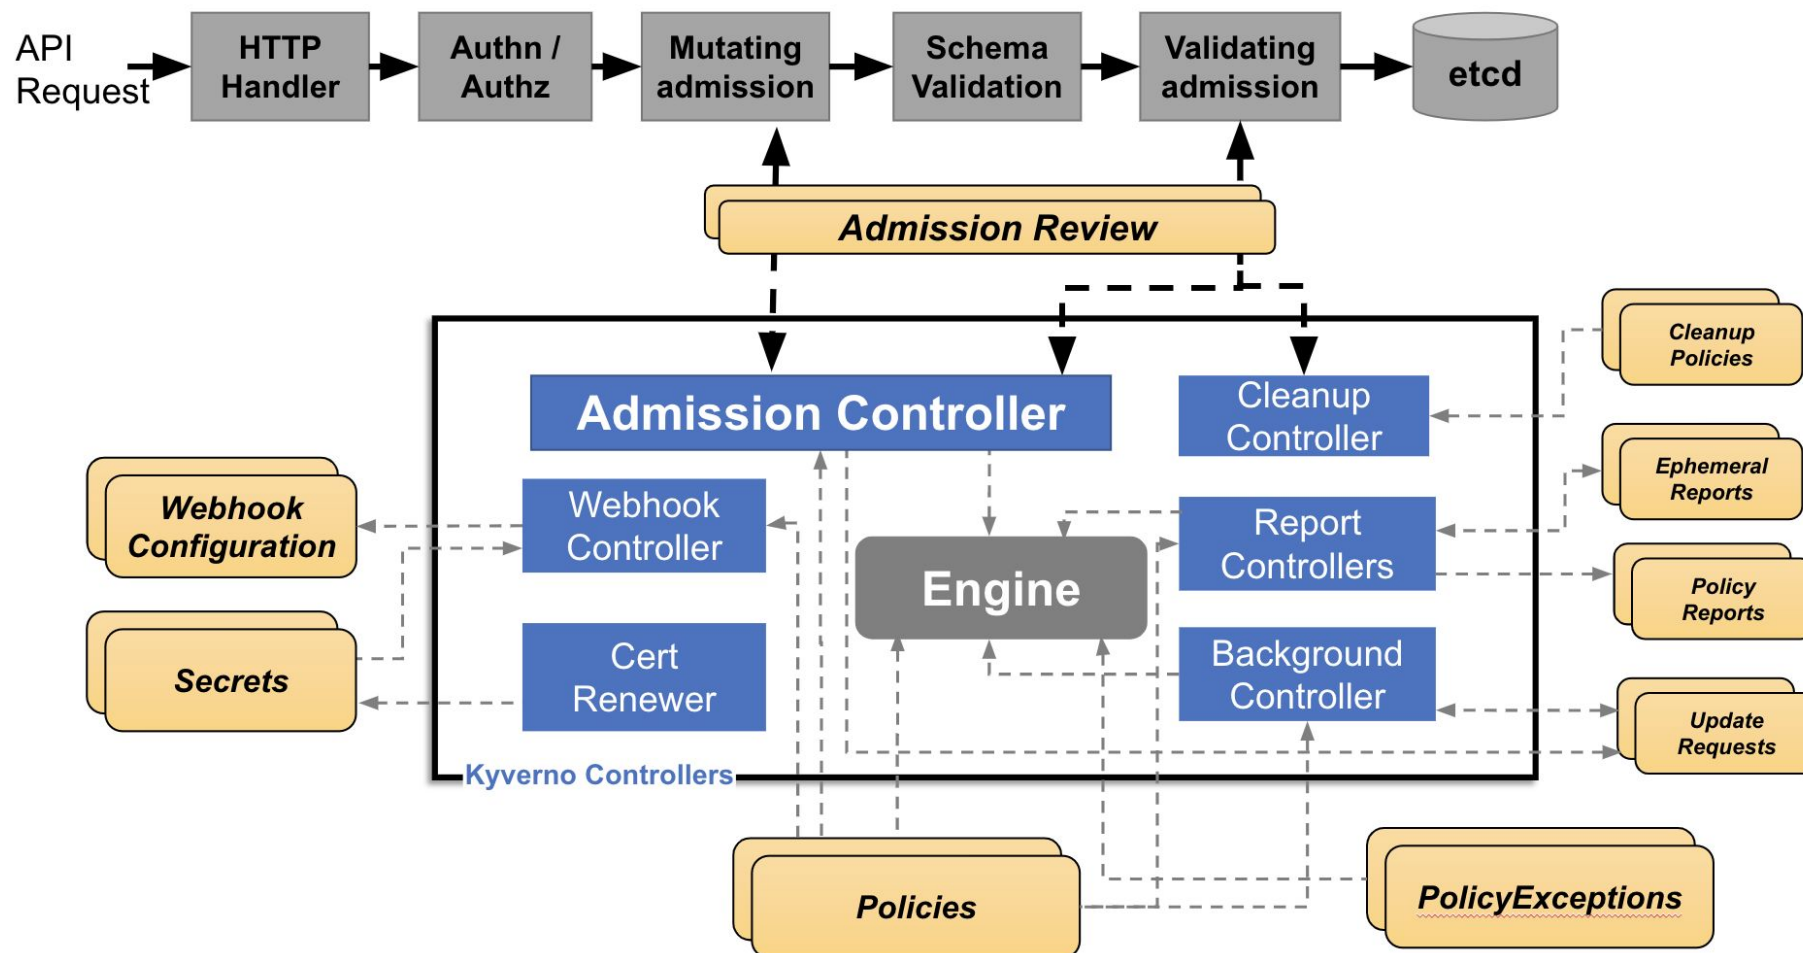 API
Request
HTTP
Handler
Authn /
Authz
Mutating
admission
Schema
Validation
Validating
admission
etcd
Admission Review
Admission Controller
Cleanup
Controller
Cleanup
Policies
Webhook
Configuration
Webhook
Controller
Engine
Report
Controllers
Ephemeral
Reports
Policy
Reports
Secrets
Cert
Renewer
Background
Controller
Update
Requests
Kyverno Controllers
Policies
PolicyExceptions